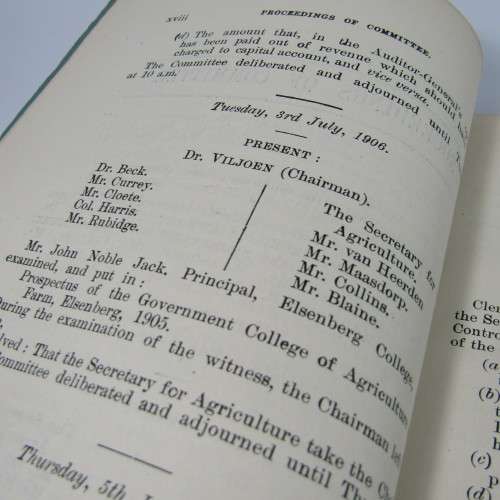 xviii
PROCEEDINGS OF COMMITTEE.
(d) The amount that, in the Auditor-General's
has been paid out of revenue which should
charged to capital account, and vice versa.
The Committee deliberated and adjourned until
at 10 a.m.
Tuesday, 3rd July, 1906.
PRESENT :
Dr. VILJOEN (Chairman).
Dr. Beck.
Mr. Currey.
Mr. Cloete.
Col. Harris.
Mr. Rubidge.
The Secretary for
Agriculture.
Mr. van Heerden
Mr. Maasdorp.
Mr. Collins.
Mr. Blaine.
Mr. John Noble Jack, Principal, Elsenberg College,
examined, and put in :
Prospectus of the Government College of Agriculture
Farm, Elsenberg, 1905.
During the examination of the witness, the Chairman
: That the Secretary for Agriculture take the
Committee deliberated and adjourned until
Thursday, 5th
the
Contro
of the
(a
(b)
(c)
(d)